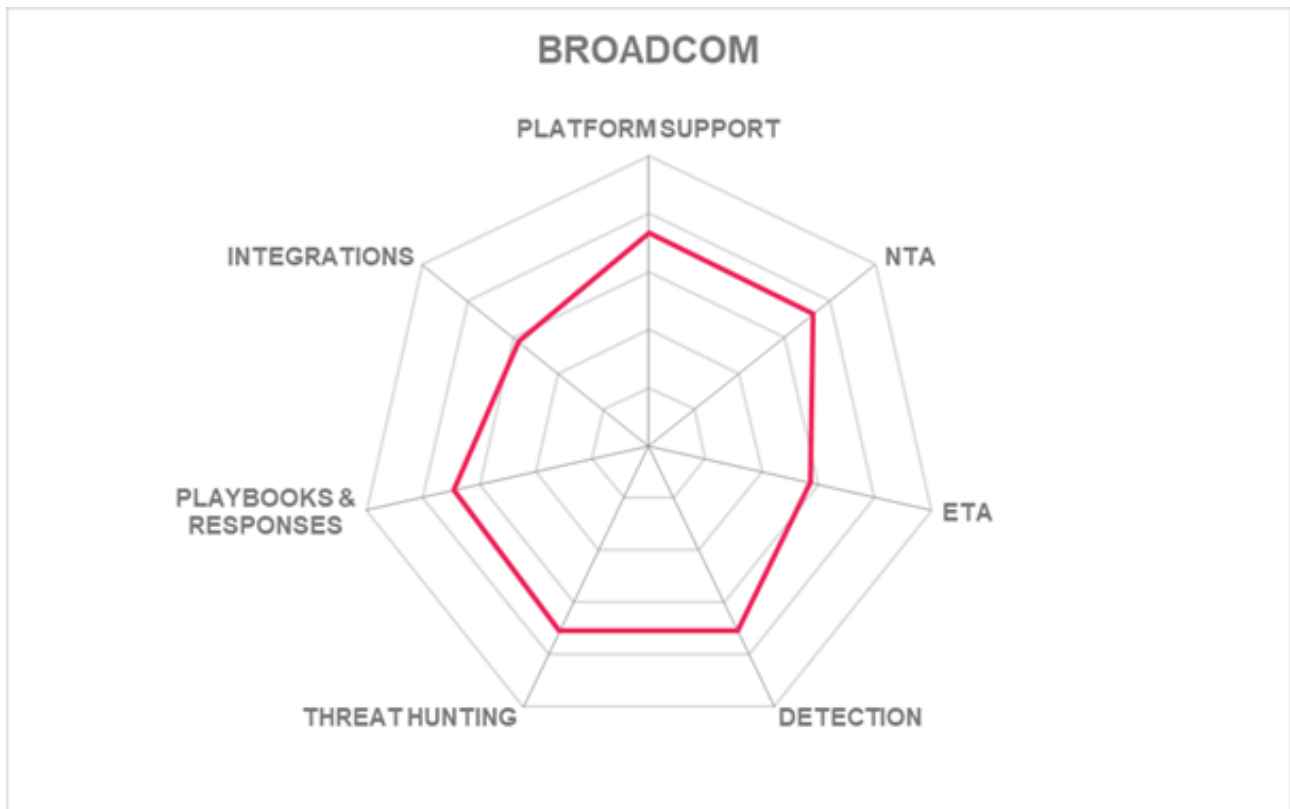 BROADCOM
PLATFORM SUPPORT
INTEGRATIONS
NTA
PLAYBOOKS &
RESPONSES
ETA
THREAT HUNTING
DETECTION